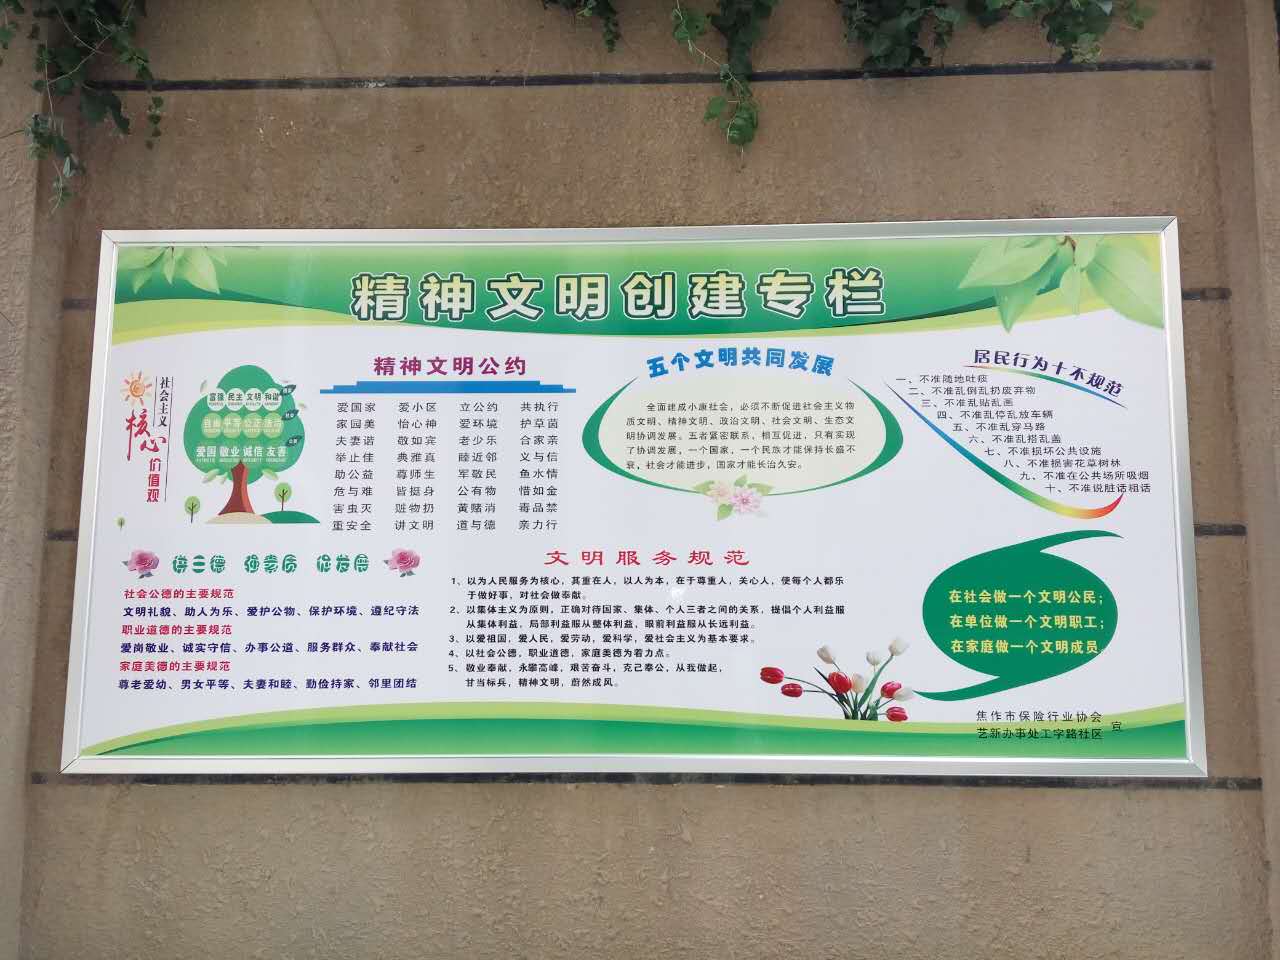 精神文明创建专栏
社会主义
核心
价值观
富强 民主 文明 和谐
自由 平等 公正 法治
爱国 敬业 诚信 友善
精神文明公约
爱国家 爱小区 立公约 共执行
家园美 怡心神 爱环境 护草菌
夫妻谐 敬如宾 老少乐 合家亲
举止佳 典雅真 睦近邻 义与信
助公益 尊师生 军敬民 鱼水情
危与难 皆挺身 公有物 惜如金
害虫灭 赃物扔 黄赌消 毒品禁
重安全 讲文明 道与德 亲力行
五个文明共同发展
全面建成小康社会，必须不断促进社会主义物
质文明、精神文明、政治文明、社会文明、生态文
明协调发展。五者紧密联系，相互促进，只有实现
了协调发展，一个国家，一个民族才能保持长盛不
衰，社会才能进步，国家才能长治久安。
居民行为十不规范
一、不准随地吐痰
二、不准乱倒乱扔废弃物
三、不准乱贴乱画
四、不准乱停乱放车辆
五、不准乱穿马路
六、不准乱搭乱盖
七、不准损坏公共设施
八、不准损害花草树林
九、不准在公共场所吸烟
十、不准说脏话粗话
讲三德 强素质 促发展
社会公德的主要规范
文明礼貌、助人为乐、爱护公物、保护环境、遵纪守法
职业道德的主要规范
爱岗敬业、诚实守信、办事公道、服务群众、奉献社会
家庭美德的主要规范
尊老爱幼、男女平等、夫妻和睦、勤俭持家、邻里团结
文明服务规范
1、以为人民服务为核心，其重在人，以人为本，在于尊重人，关心人，使每个人都乐
于做好事，对社会做奉献。
2、以集体主义为原则，正确对待国家、集体、个人三者之间的关系，提倡个人利益服
从集体利益，局部利益服从整体利益，眼前利益服从长远利益。
3、以爱祖国，爱人民，爱劳动，爱科学，爱社会主义为基本要求。
4、以社会公德，职业道德，家庭美德为着力点。
5、敬业奉献，永攀高峰，艰苦奋斗，克己奉公，从我做起，
甘当标兵，精神文明，蔚然成风。
在社会做一个文明公民；
在单位做一个文明职工；
在家庭做一个文明成员
焦作市保险行业协会
艺新办事处工字路社区 宣